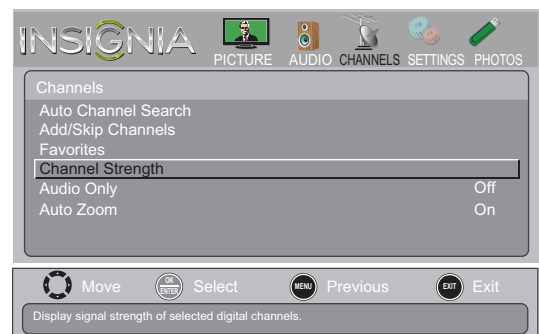 INSIGNIA
PICTURE AUDIO CHANNELS SETTINGS PHOTOS
Channels
Auto Channel Search
Add/Skip Channels
Favorites
Channel Strength
Audio Only Off
Auto Zoom On
Move OK ENTER Select MENU Previous EXIT Exit
Display signal strength of selected digital channels.